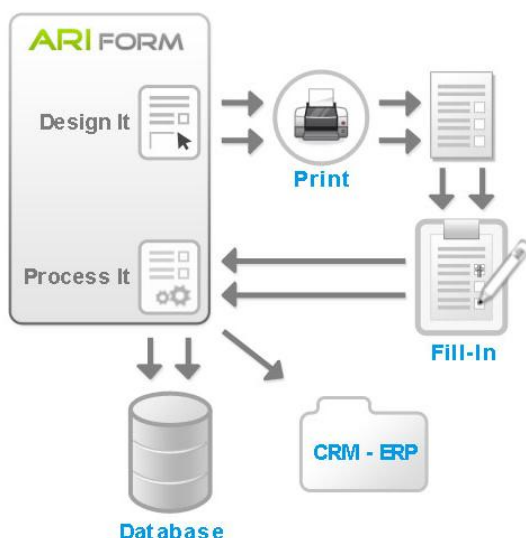 ARI FORM
Design It
Print
Process It
Fill-In
CRM - ERP
Database